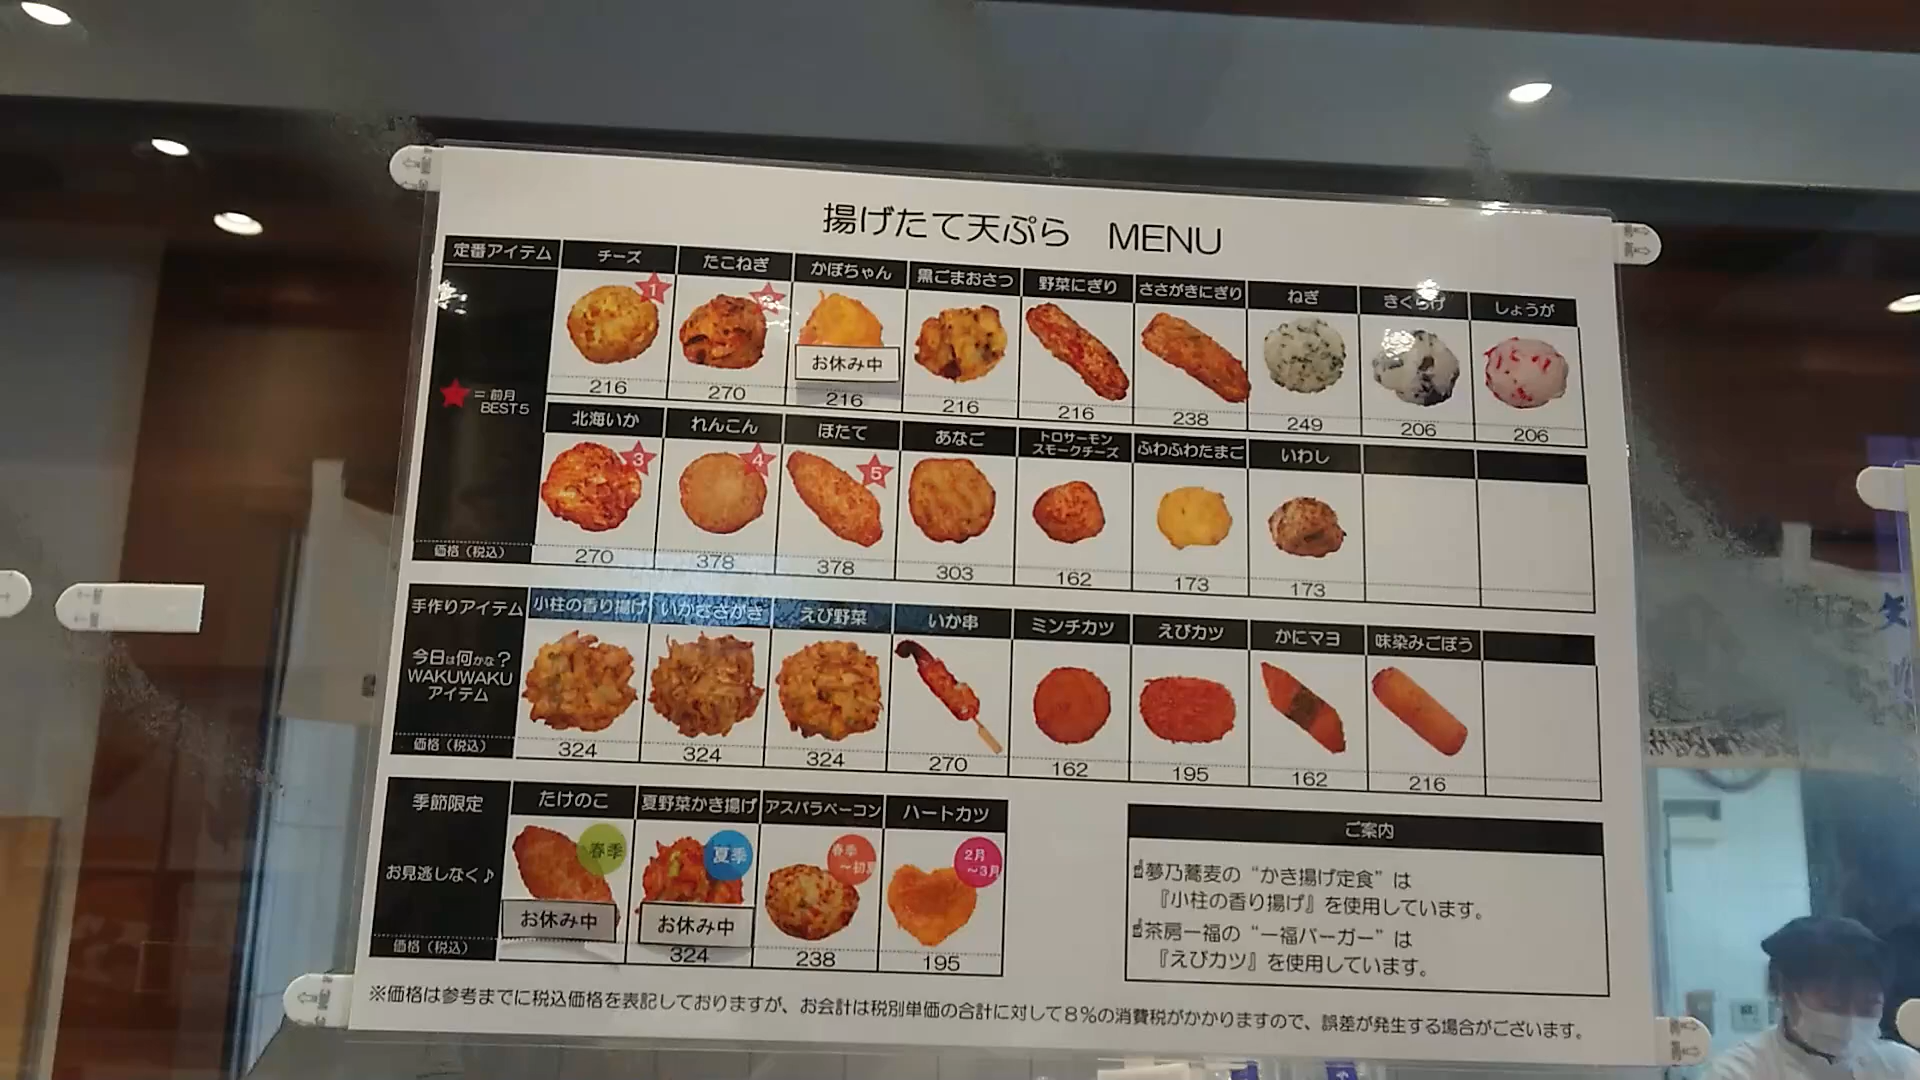 揚げたて天ぷら MENU
定番アイテム チーズ たこねぎ かぼちゃん 黒ごまおさつ 野菜にぎり ささがきにぎり ねぎ きくらげ しょうが
1
お休み中
★=前月
BEST5
216 270 216 216 216 238 249 206 206
北海いか れんこん ほたて あなご トロサーモン スモークチーズ ふわふわたまご いわし
3 4 5
価格（税込） 270 378 378 303 162 173 173
手作りアイテム 小柱の香り揚げ いかささがき えび野菜 いか串 ミンチカツ えびカツ かにマヨ 味染みごぼう
今日は何かな？
WAKUWAKU
アイテム
価格（税込） 324 324 324 270 162 195 162 216
季節限定 たけのこ 夏野菜かき揚げ アスパラベーコン ハートカツ
春季 夏季 春季～初夏 2月～3月
お見逃しなく♪
お休み中 お休み中
価格（税込） 324 238 195
ご案内
夢乃蕎麦の“かき揚げ定食”は
『小柱の香り揚げ』を使用しています。
茶房一福の“一福バーガー”は
『えびカツ』を使用しています。
※価格は参考までに税込価格を表記しておりますが、お会計は税別単価の合計に対して8％の消費税がかかりますので、誤差が発生する場合がございます。